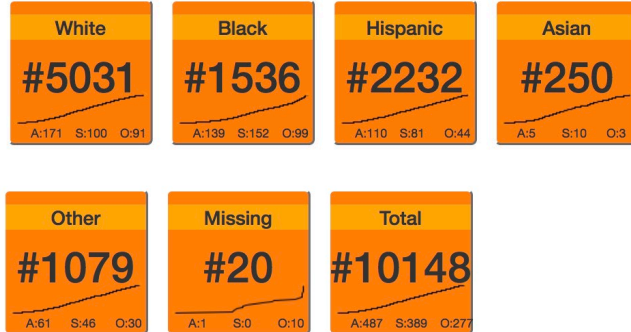 White Black Hispanic Asian
#5031 #1536 #2232 #250
A:171 S:100 O:91 A:139 S:152 O:99 A:110 S:81 O:44 A:5 S:10 O:3
Other Missing Total
#1079 #20 #10148
A:61 S:46 O:30 A:1 S:0 O:10 A:487 S:389 O:277